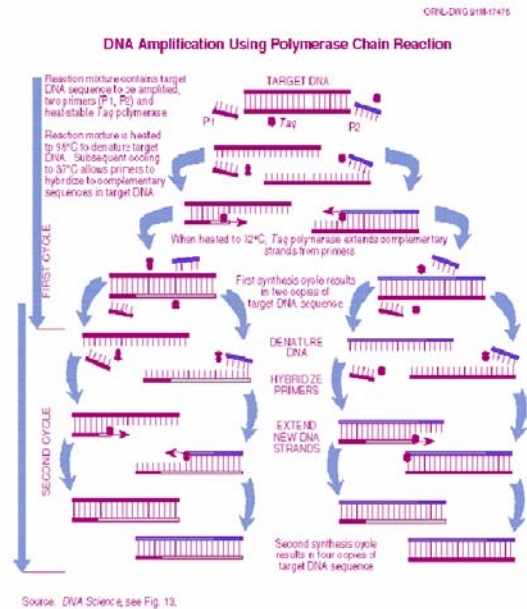 ORNL-DWG 91M-17476
DNA Amplification Using Polymerase Chain Reaction
Reaction mixture contains target
DNA sequence to be amplified,
two primers (P1, P2) and
heat-stable Taq polymerase
TARGET DNA
P1
Taq
P2
Reaction mixture is heated
to 95°C to denature target
DNA. Subsequent cooling
to 37°C allows primers to
hybridize to complementary
sequences in target DNA
When heated to 72°C, Taq polymerase extends complementary
strands from primers
FIRST CYCLE
First synthesis cycle results
in two copies of
target DNA sequence
DENATURE
DNA
HYBRIDIZE
PRIMERS
EXTEND
NEW DNA
STRANDS
SECOND CYCLE
Second synthesis cycle
results in four copies of
target DNA sequence
Source: DNA Science, see Fig. 13.